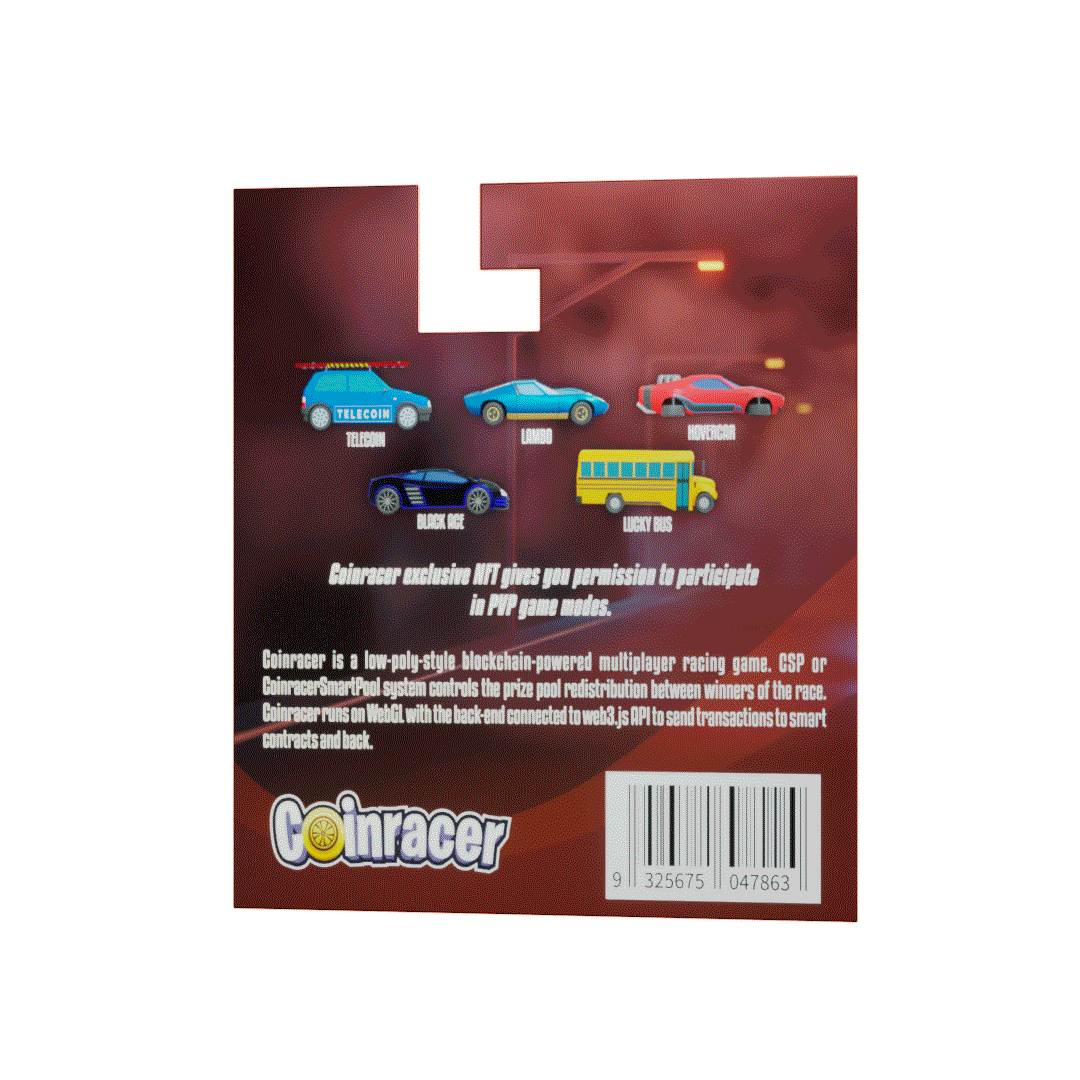 TELECOIN
TELECOIN
LAMBO
HOVERCAR
BLACK ACE
LUCKY BUS
Coinracer exclusive NFT gives you permission to participate
in PVP game modes.
Coinracer is a low-poly-style blockchain-powered multiplayer racing game. CSP or
CoinracerSmartPool system controls the prize pool redistribution between winners of the race.
Coinracer runs on WebGL with the back-end connected to web3.js API to send transactions to smart
contracts and back.
Coinracer
9 325675 047863